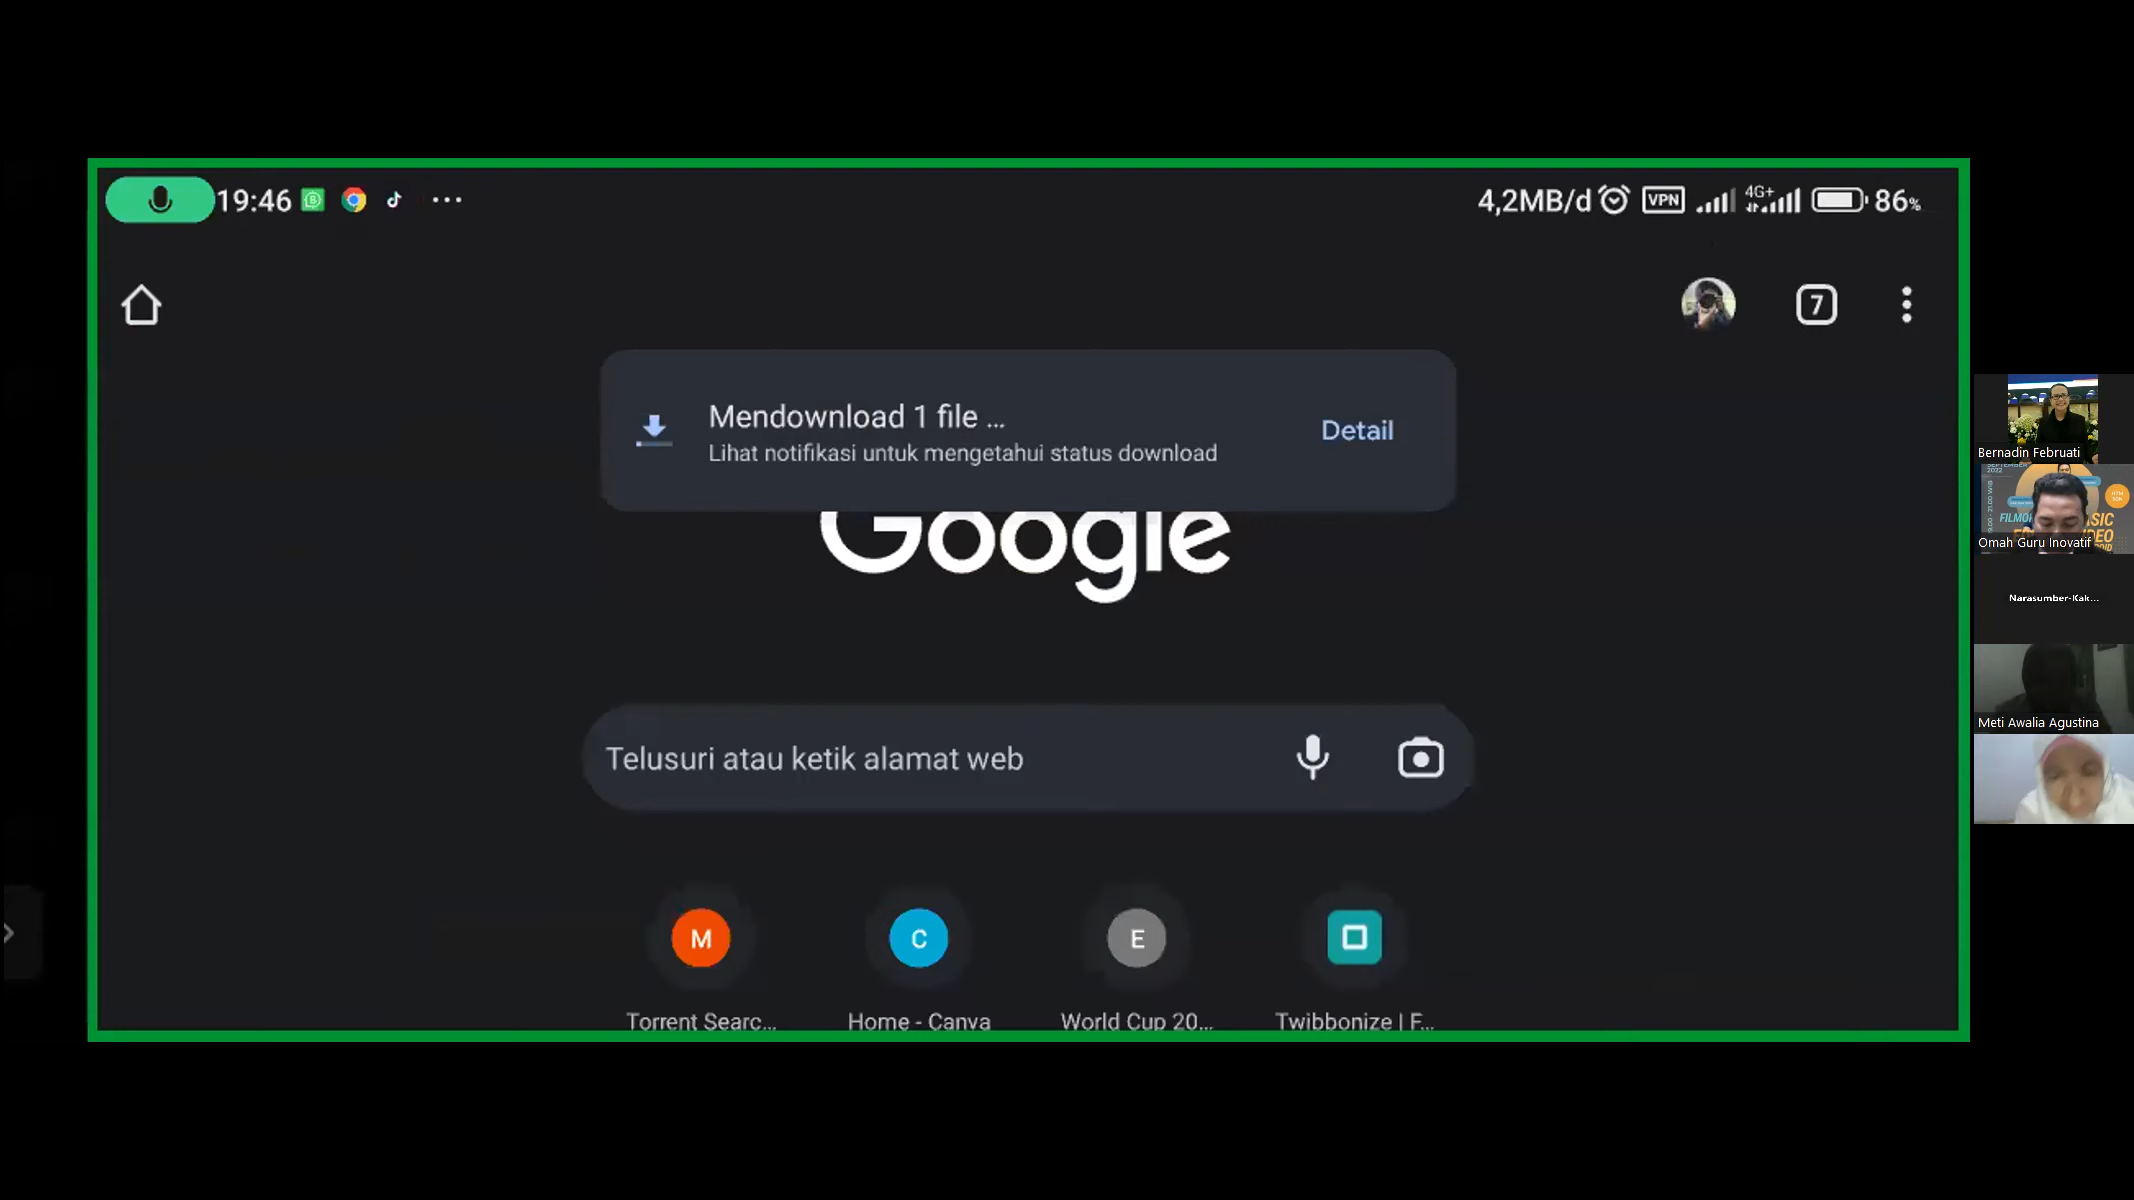 19:46
4,2MB/d VPN 4G+ 86%
7
Mendownload 1 file ...
Lihat notifikasi untuk mengetahui status download
Detail
Google
Telusuri atau ketik alamat web
M
C
E
Torrent Searc...
Home - Canva
World Cup 20...
Twibbonize | F...
Bernadin Februati
SEPTEMBER
2022
Omah Guru Inovatif
Narasumber-Kak...
Meti Awalia Agustina